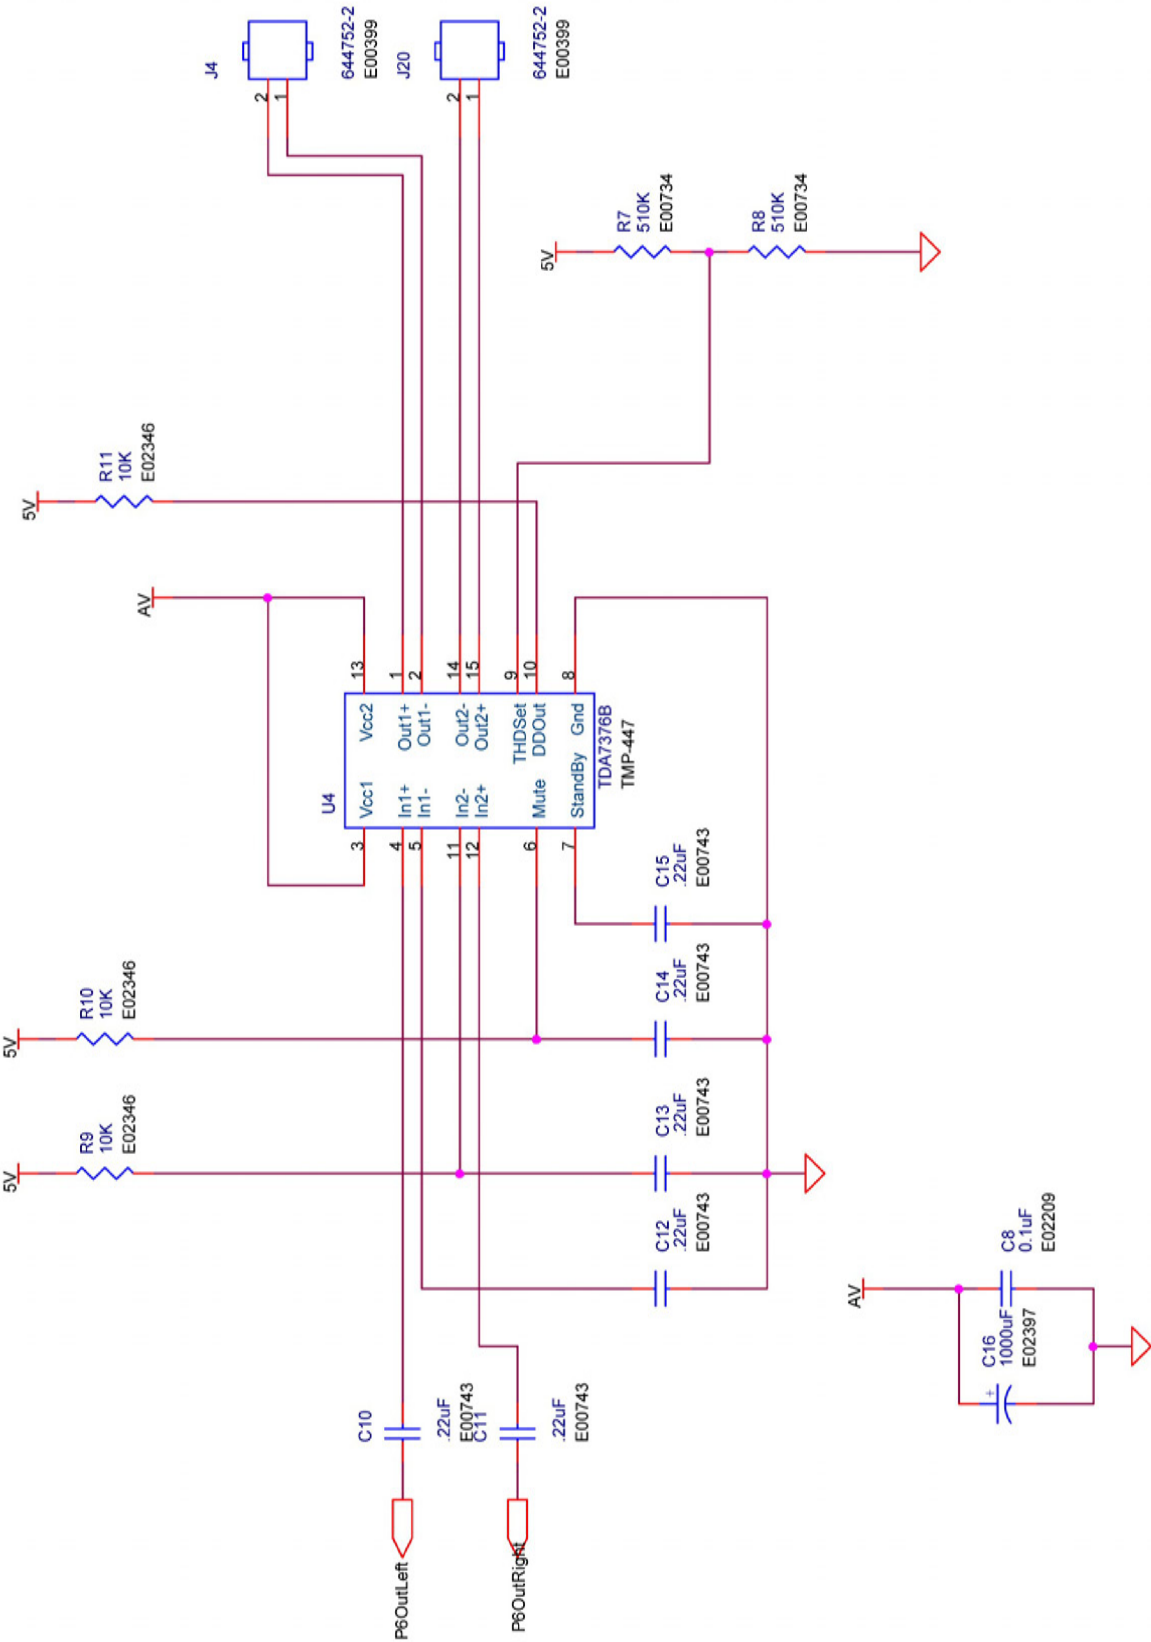 J4
644752-2
E00399
2
1
J20
644752-2
E00399
2
1
5V
R7
510K
E00734
R8
510K
E00734
5V
R11
10K
E02346
AV
13
1
2
14
15
9
10
8
U4
Vcc1
Vcc2
In1+
Out1+
In1-
Out1-
In2-
Out2-
In2+
Out2+
THDSet
Mute
DDOut
StandBy
Gnd
TDA7376B
TMP-447
3
4
5
11
12
6
7
C15
.22uF
E00743
C14
.22uF
E00743
C13
.22uF
E00743
C12
.22uF
E00743
5V
R10
10K
E02346
5V
R9
10K
E02346
C10
.22uF
E00743
C11
.22uF
E00743
P6OutLeft
P6OutRight
AV
C8
0.1uF
E02209
C16
1000uF
E02397
+